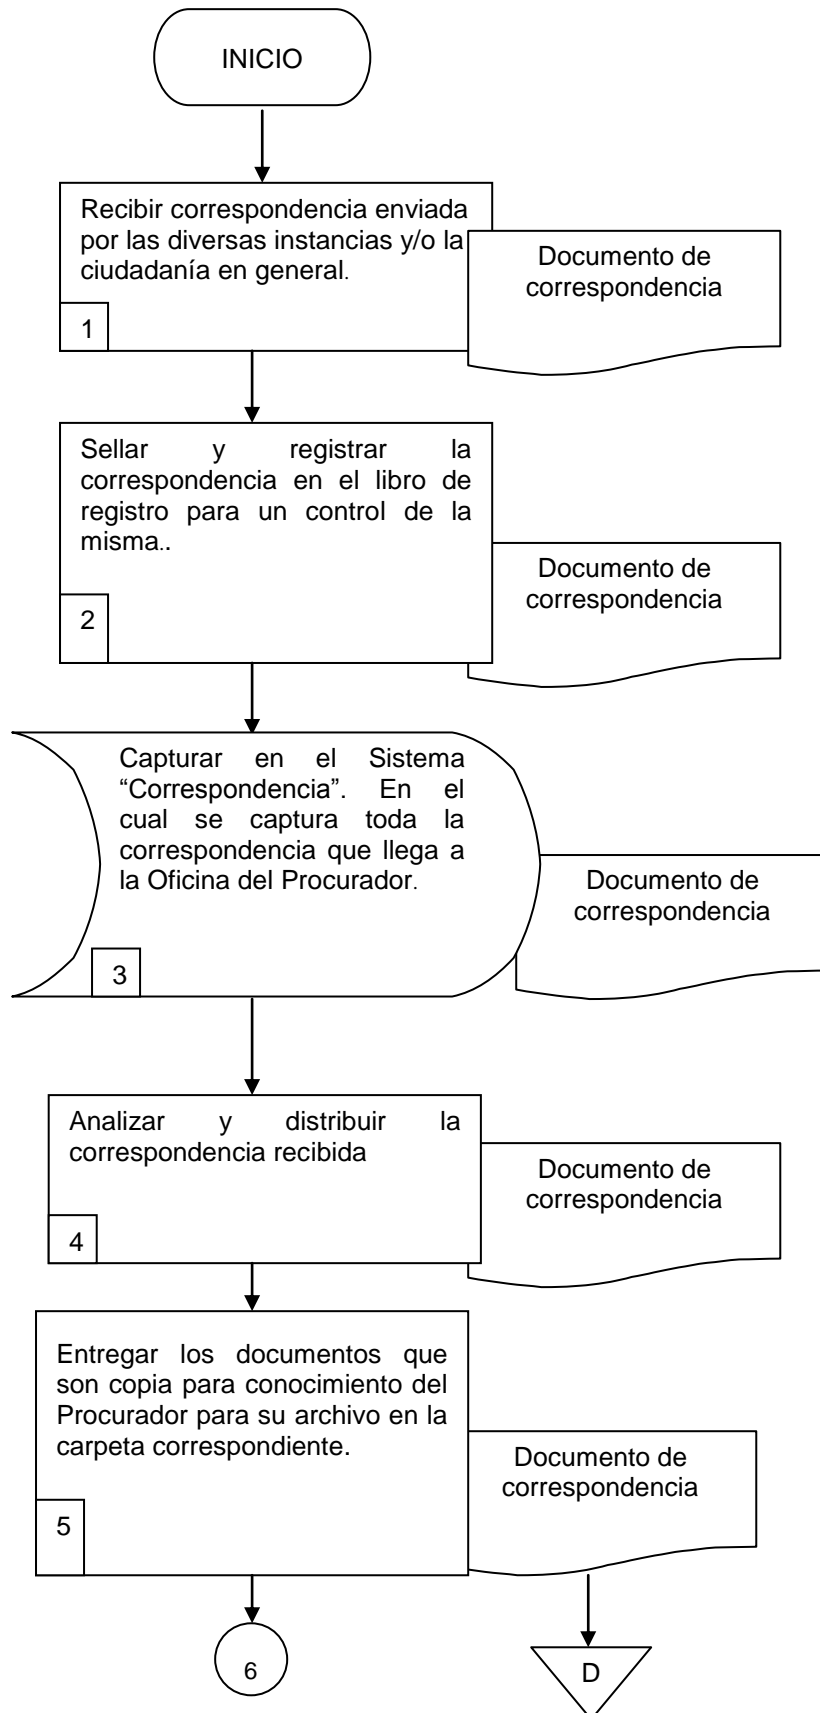 INICIO
Recibir correspondencia enviada
por las diversas instancias y/o la
ciudadanía en general.
1
Documento de
correspondencia
Sellar y registrar la
correspondencia en el libro de
registro para un control de la
misma..
2
Documento de
correspondencia
Capturar en el Sistema
“Correspondencia”. En el
cual se captura toda la
correspondencia que llega a
la Oficina del Procurador.
3
Documento de
correspondencia
Analizar y distribuir la
correspondencia recibida
4
Documento de
correspondencia
Entregar los documentos que
son copia para conocimiento del
Procurador para su archivo en la
carpeta correspondiente.
5
Documento de
correspondencia
6
D